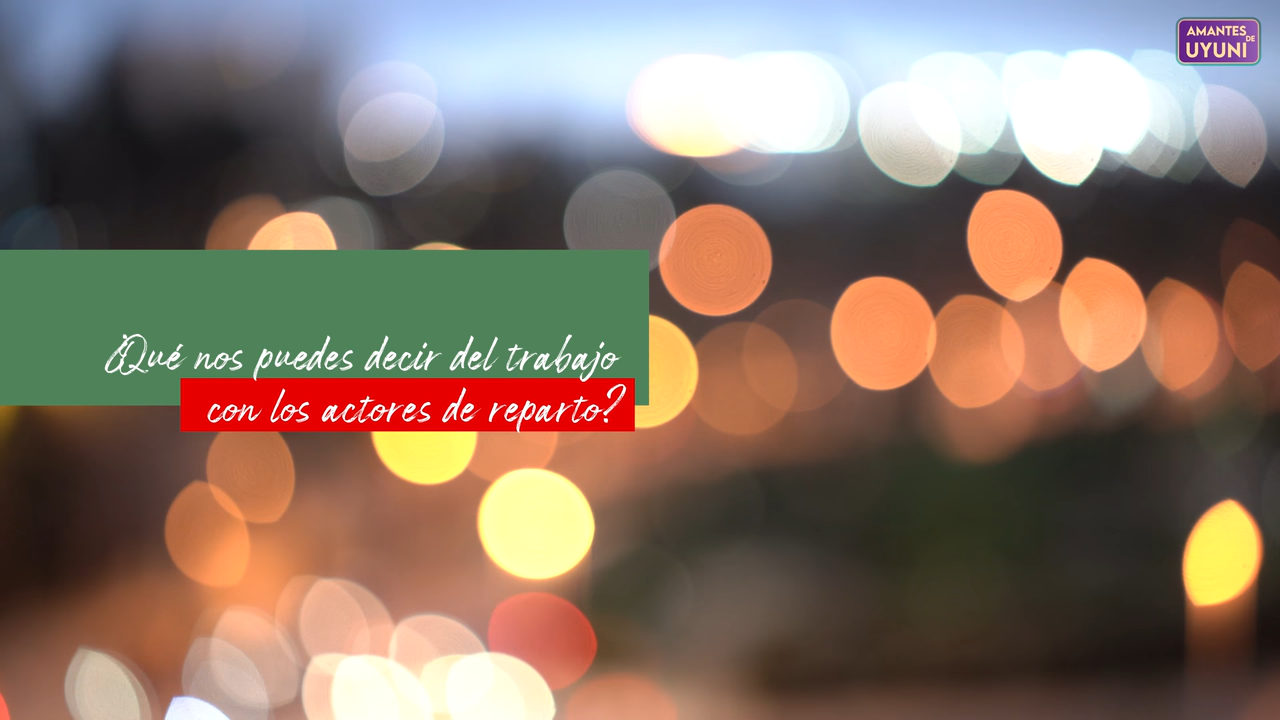 AMANTES
DE
UYUNI
¿Qué nos puedes decir del trabajo
con los actores de reparto?